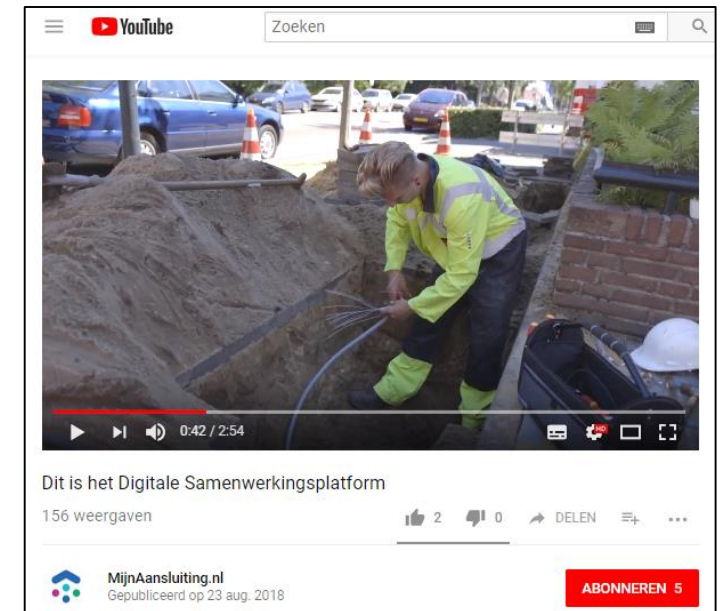 YouTube
Zoeken
0:42 / 2:54
HD
Dit is het Digitale Samenwerkingsplatform
156 weergaven
2
0
DELEN
MijnAansluiting.nl
Gepubliceerd op 23 aug. 2018
ABONNEREN 5